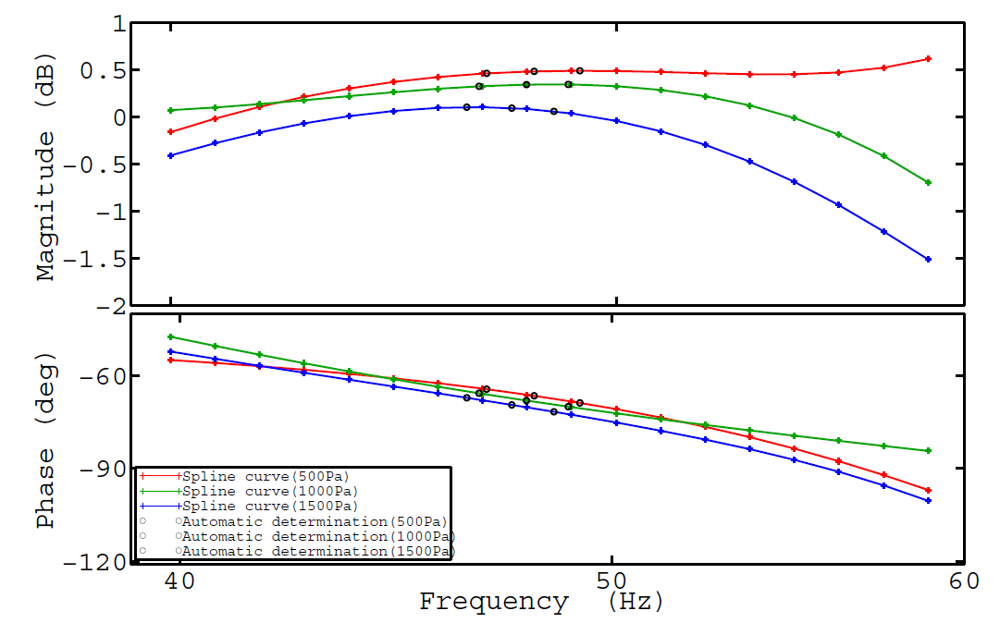 1
0.5
0
-0.5
-1
-1.5
-2
Magnitude (dB)
-60
-90
-120
Phase (deg)
Spline curve(500Pa)
Spline curve(1000Pa)
Spline curve(1500Pa)
Automatic determination(500Pa)
Automatic determination(1000Pa)
Automatic determination(1500Pa)
40 50 60
Frequency (Hz)